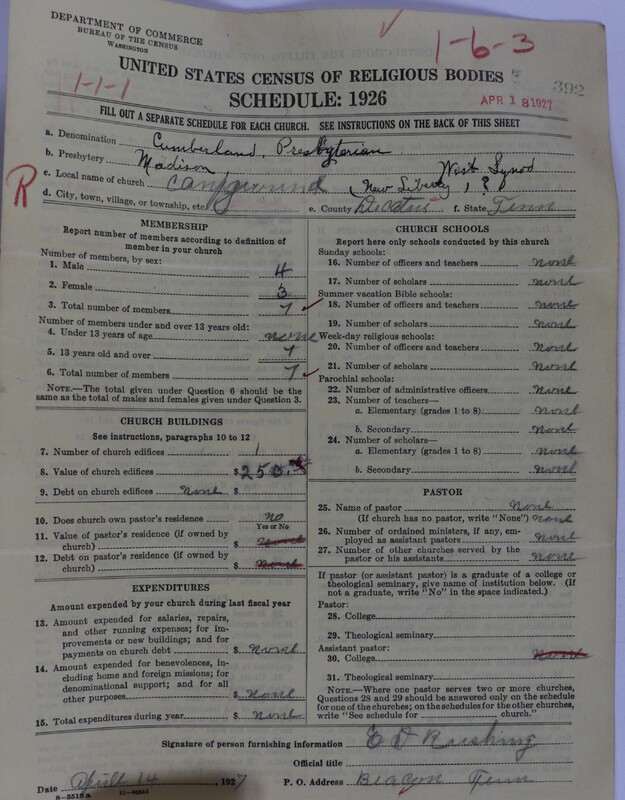 DEPARTMENT OF COMMERCE
BUREAU OF THE CENSUS
WASHINGTON
1-6-3
1-1-1
UNITED STATES CENSUS OF RELIGIOUS BODIES
392
SCHEDULE: 1926
APR 18 1927
FILL OUT A SEPARATE SCHEDULE FOR EACH CHURCH. SEE INSTRUCTIONS ON THE BACK OF THIS SHEET
a. Denomination Cumberland Presbyterian
b. Presbytery Madison West Synod
R
c. Local name of church Campground, New Liberty, 1, ?
d. City, town, village, or township, etc.
e. County Decatur f. State Tenn
MEMBERSHIP
Report number of members according to definition of
member in your church
Number of members, by sex:
1. Male 4
2. Female 3
3. Total number of members 7
Number of members under and over 13 years old:
4. Under 13 years of age none
5. 13 years old and over 7
6. Total number of members 7
NOTE.—The total given under Question 6 should be
same as the total of males and females given under Question 3.
CHURCH BUILDINGS
See instructions, paragraphs 10 to 12
7. Number of church edifices 1
8. Value of church edifices $ 250.
9. Debt on church edifices None $
10. Does church own pastor's residence no
Yes or No
11. Value of pastor's residence (if owned by
church) $ None
12. Debt on pastor's residence (if owned by
church) $ None
EXPENDITURES
Amount expended by your church during last fiscal year
13. Amount expended for salaries, repairs,
and other running expenses; for im-
provements or new buildings; and for
payments on church debt $ None
14. Amount expended for benevolences, in-
cluding home and foreign missions; for
denominational support; and for all
other purposes $ None
15. Total expenditures during year $ None
CHURCH SCHOOLS
Report here only schools conducted by this church
Sunday schools:
16. Number of officers and teachers none
17. Number of scholars none
Summer vacation Bible schools:
18. Number of officers and teachers none
19. Number of scholars none
Week-day religious schools:
20. Number of officers and teachers none
21. Number of scholars none
Parochial schools:
22. Number of administrative officers none
23. Number of teachers—
a. Elementary (grades 1 to 8) none
b. Secondary none
24. Number of scholars—
a. Elementary (grades 1 to 8) none
b. Secondary none
PASTOR
25. Name of pastor None
(If church has no pastor, write "None") none
26. Number of ordained ministers, if any, em-
ployed as assistant pastors none
27. Number of other churches served by the
pastor or his assistants none
If pastor (or assistant pastor) is a graduate of a college or
theological seminary, give name of institution below. (If
not a graduate, write "No" in the space indicated.)
Pastor:
28. College
29. Theological seminary
Assistant pastor:
30. College None
31. Theological seminary
NOTE.—Where one pastor serves two or more churches,
Questions 28 and 29 should be answered only on the schedule
for one of the churches; on the schedules for the other churches,
write "See schedule for church."
Signature of person furnishing information E D
Official title
Date April 14, 1927 P. O. Address Beacon Tenn